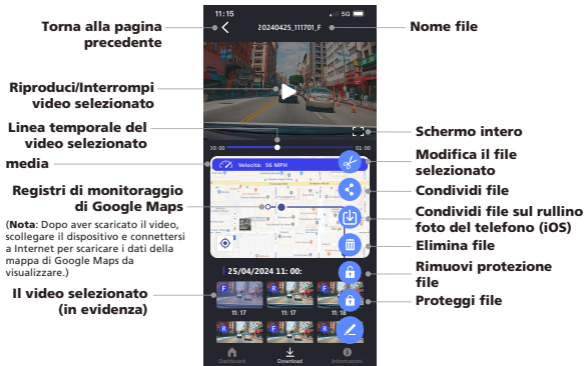 11:15
5G
Torna alla pagina
precedente
20240425_111701_F
Nome file
Riproduci/Interrompi
video selezionato
Linea temporale del
video selezionato
Schermo intero
00:00
01:00
media
Velocità: 56 MPH
Modifica il file
selezionato
Registri di monitoraggio
di Google Maps
Condividi file
(Nota: Dopo aver scaricato il video,
scollegare il dispositivo e connettersi
a Internet per scaricare i dati della
mappa di Google Maps da
visualizzare.)
Condividi file sul rullino
foto del telefono (iOS)
Elimina file
25/04/2024 11: 00:
Rimuovi protezione
file
Il video selezionato
(in evidenza)
F
R
F
Proteggi file
11: 17
11: 17
11: 18
R
F
Dashboard
Download
Informazioni